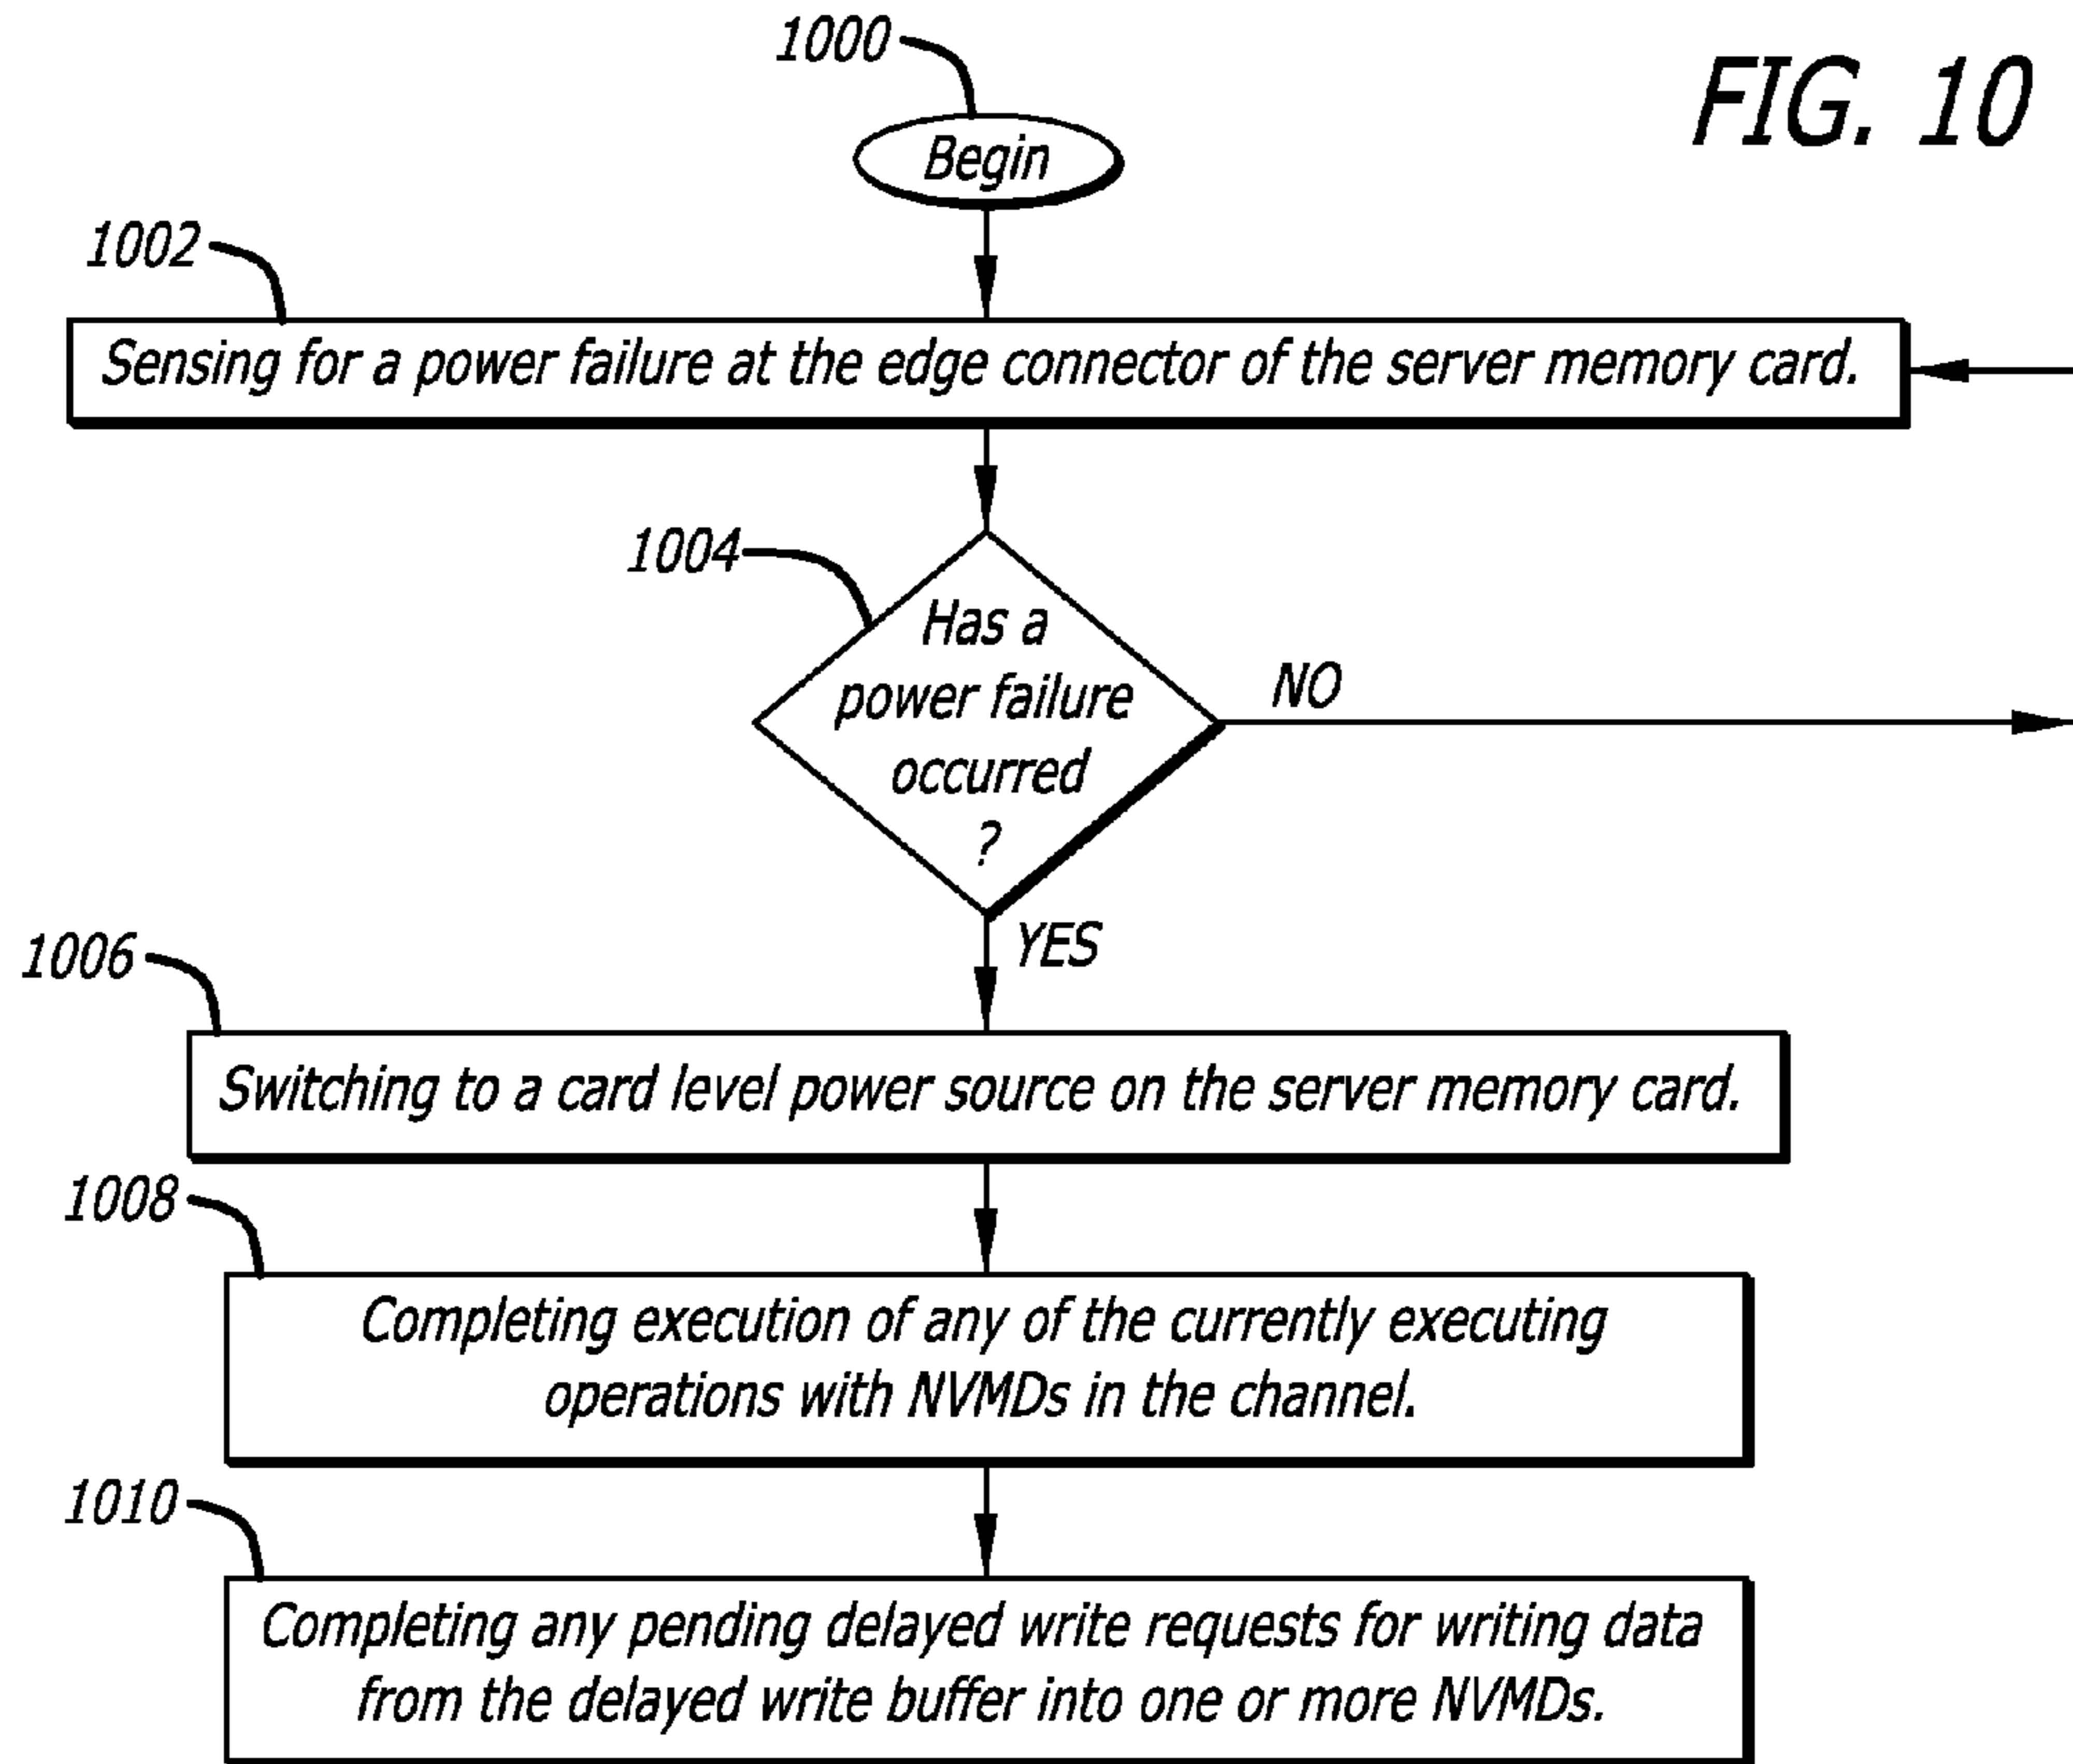 1000
FIG. 10
Begin
1002
Sensing for a power failure at the edge connector of the server memory card.
1004
Has a
power failure
occurred
?
NO
YES
1006
Switching to a card level power source on the server memory card.
1008
Completing execution of any of the currently executing
operations with NVMDs in the channel.
1010
Completing any pending delayed write requests for writing data
from the delayed write buffer into one or more NVMDs.